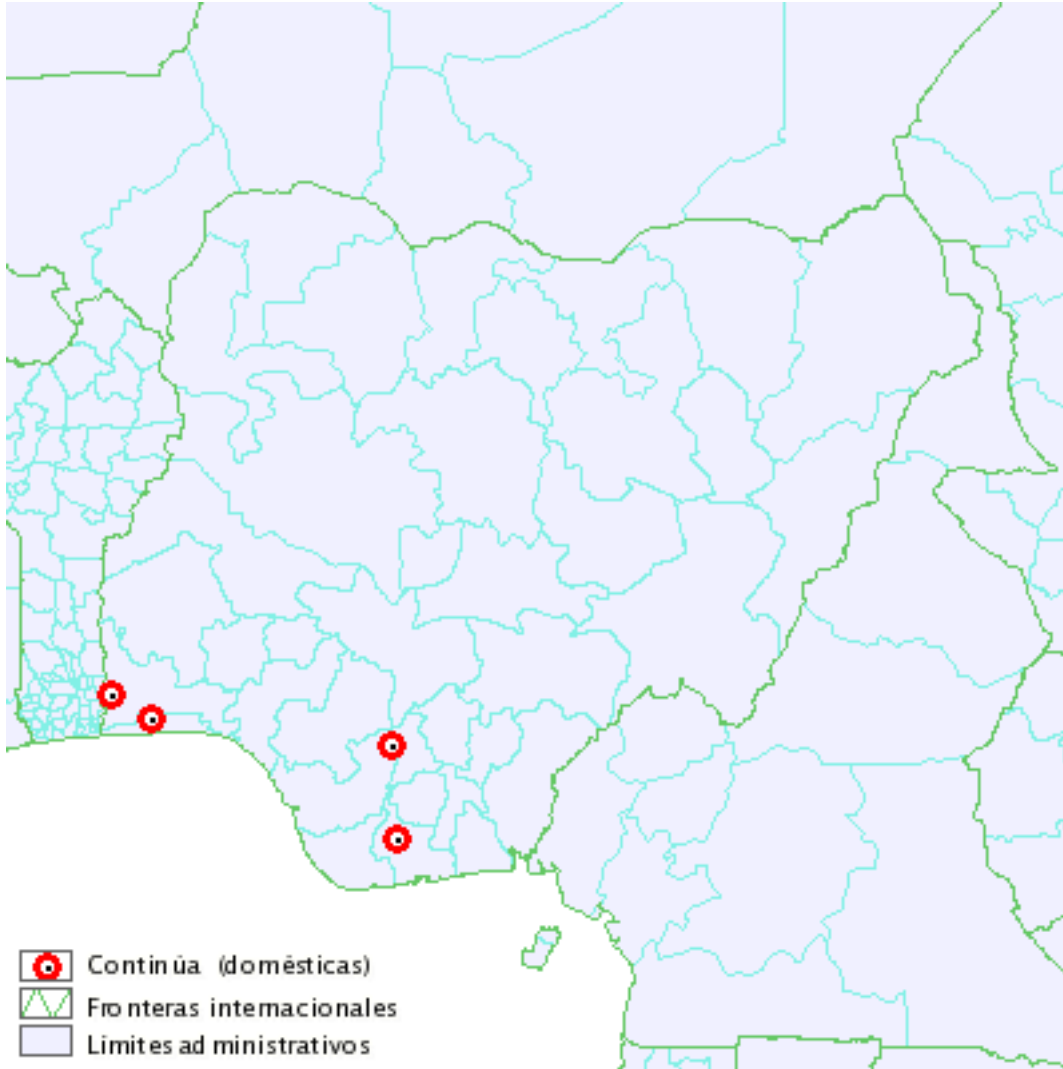 Continúa (domésticas)
Fronteras internacionales
Límites administrativos